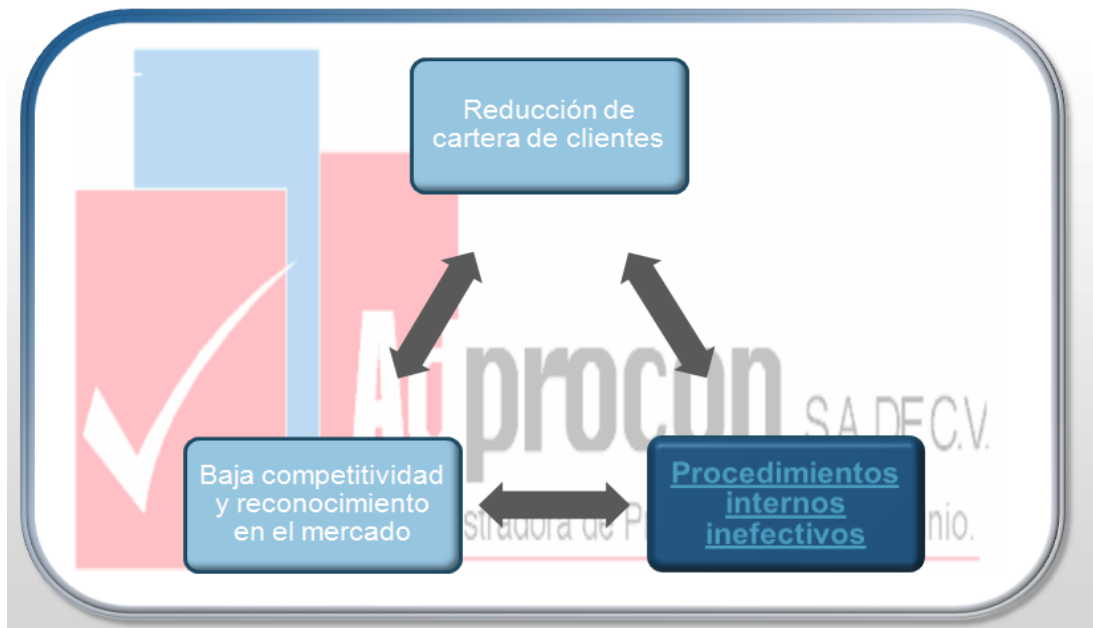 Reducción de
cartera de clientes
procon S.A. DE C.V.
Baja competitividad
y reconocimiento
en el mercado
Procedimientos
internos
inefectivos